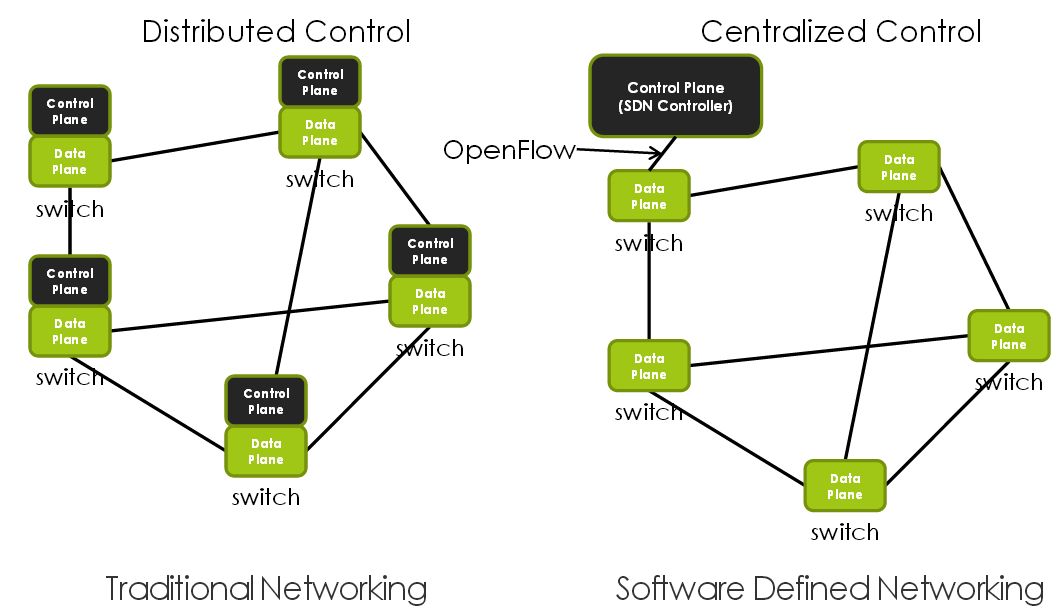 Distributed Control
Control
Plane
Data
Plane
switch
Control
Plane
Data
Plane
switch
Control
Plane
Data
Plane
switch
Control
Plane
Data
Plane
switch
Control
Plane
Data
Plane
switch
Traditional Networking
Centralized Control
Control Plane
(SDN Controller)
OpenFlow
Data
Plane
switch
Data
Plane
switch
Data
Plane
switch
Data
Plane
switch
Data
Plane
switch
Software Defined Networking